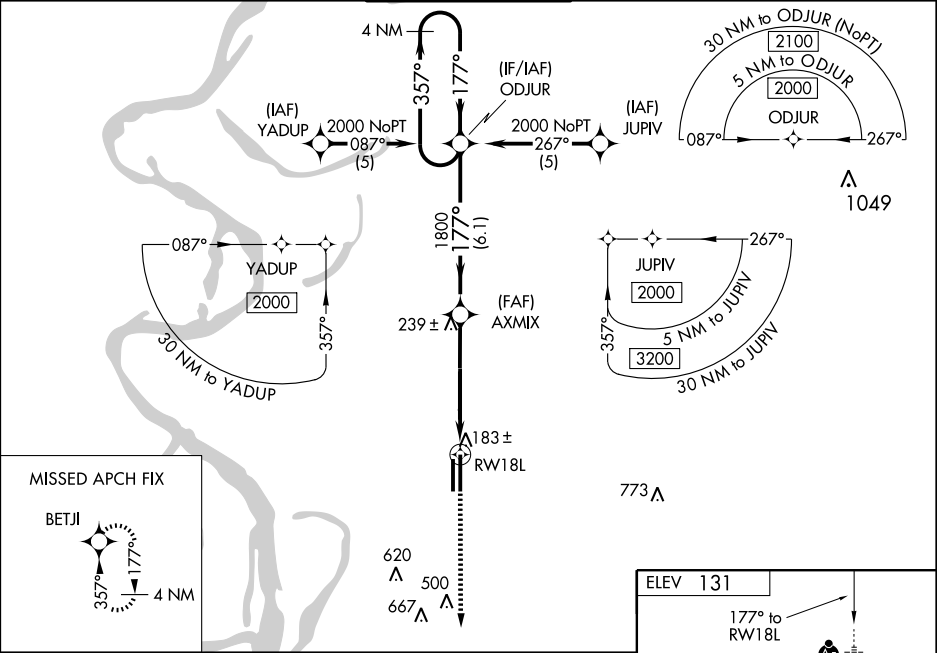 4 NM
357°
177°
(IF/IAF)
ODJUR
(IAF)
YADUP
2000 NoPT
087°
(5)
2000 NoPT
267°
(5)
(IAF)
JUPIV
30 NM to ODJUR (NoPT)
2100
5 NM to ODJUR
2000
ODJUR
087°
267°
1049
1800
177°
(6.1)
087°
YADUP
2000
357°
30 NM to YADUP
267°
JUPIV
2000
357°
5 NM to JUPIV
3200
30 NM to JUPIV
(FAF)
AXMIX
239 ±
183 ±
RW18L
773
620
500
667
MISSED APCH FIX
BETJI
357°
177°
4 NM
ELEV 131
177° to
RW18L